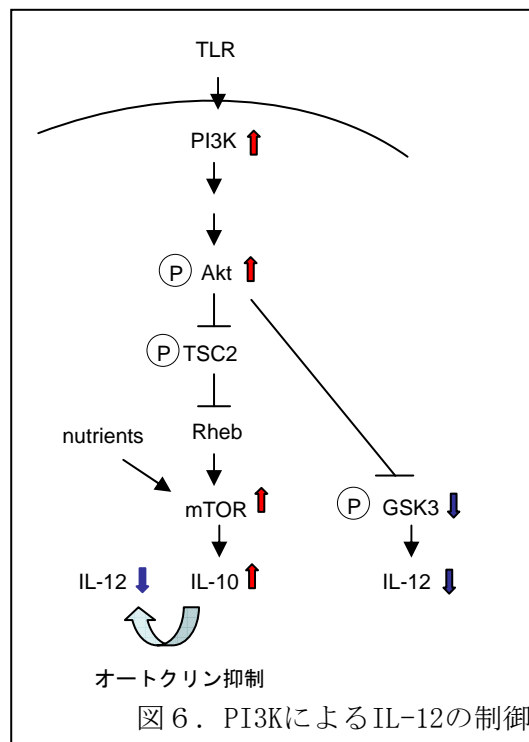 TLR
PI3K
P Akt
P TSC2
Rheb
nutrients
mTOR
P GSK3
IL-12 IL-10 IL-12
オートクリン抑制
図６. PI3KによるIL-12の制御